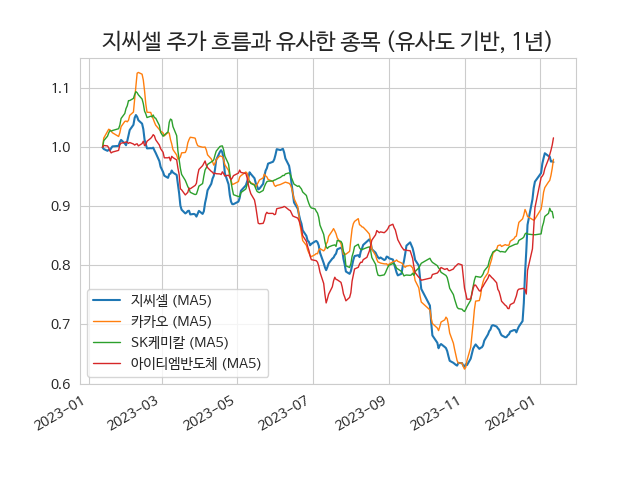 지씨셀 주가 흐름과 유사한 종목 (유사도 기반, 1년)
1.1
1.0
0.9
0.8
0.7
0.6
지씨셀 (MA5)
카카오 (MA5)
SK케미칼 (MA5)
아이티엠반도체 (MA5)
2023-01
2023-03
2023-05
2023-07
2023-09
2023-11
2024-01